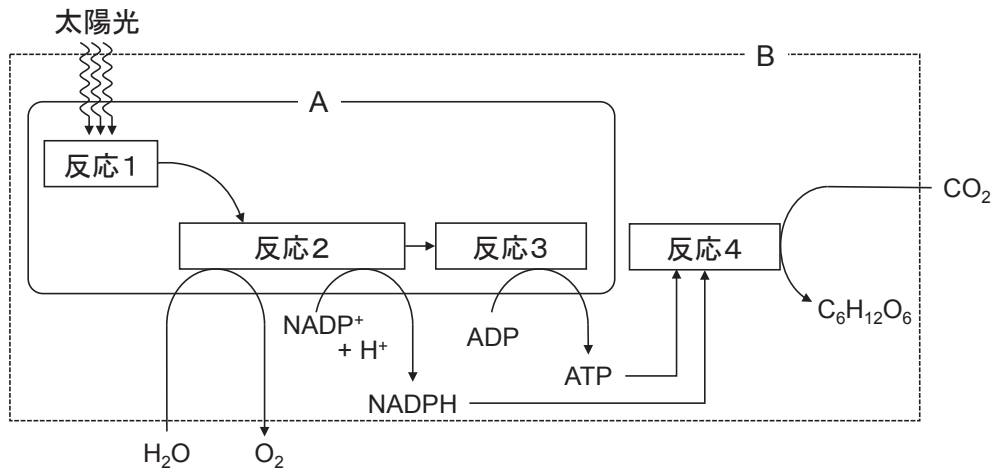 太陽光
B
A
反応1
CO₂
反応2
反応3
反応4
C₆H₁₂O₆
NADP⁺
+ H⁺
ADP
ATP
NADPH
H₂O
O₂